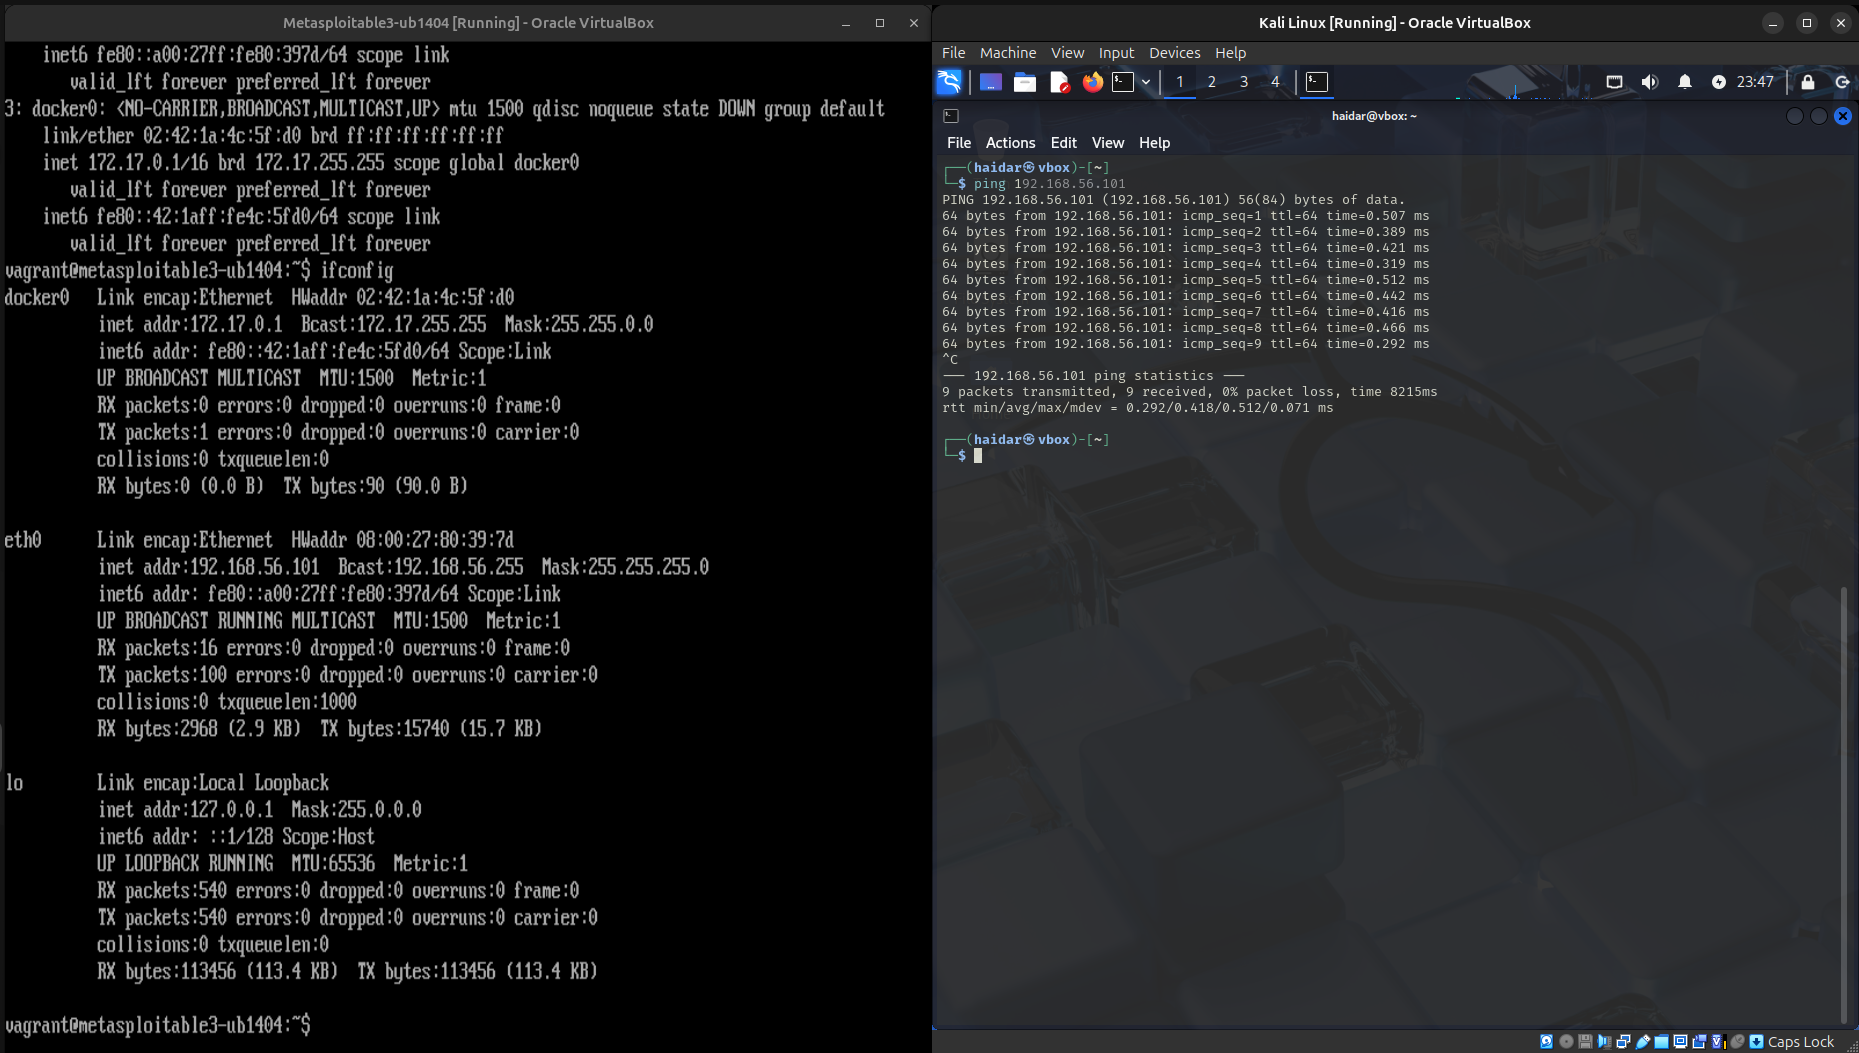 Metasploitable3-ub1404 [Running] - Oracle VirtualBox
inet6 fe80::a00:27ff:fe80:397d/64 scope link
valid_lft forever preferred_lft forever
3: docker0: <NO-CARRIER,BROADCAST,MULTICAST,UP> mtu 1500 qdisc noqueue state DOWN group default
link/ether 02:42:1a:4c:5f:d0 brd ff:ff:ff:ff:ff:ff
inet 172.17.0.1/16 brd 172.17.255.255 scope global docker0
valid_lft forever preferred_lft forever
inet6 fe80::42:1aff:fe4c:5fd0/64 scope link
valid_lft forever preferred_lft forever
vagrant@metasploitable3-ub1404:~$ ifconfig
docker0 Link encap:Ethernet HWaddr 02:42:1a:4c:5f:d0
inet addr:172.17.0.1 Bcast:172.17.255.255 Mask:255.255.0.0
inet6 addr: fe80::42:1aff:fe4c:5fd0/64 Scope:Link
UP BROADCAST MULTICAST MTU:1500 Metric:1
RX packets:0 errors:0 dropped:0 overruns:0 frame:0
TX packets:1 errors:0 dropped:0 overruns:0 carrier:0
collisions:0 txqueuelen:0
RX bytes:0 (0.0 B) TX bytes:90 (90.0 B)
eth0 Link encap:Ethernet HWaddr 08:00:27:80:39:7d
inet addr:192.168.56.101 Bcast:192.168.56.255 Mask:255.255.255.0
inet6 addr: fe80::a00:27ff:fe80:397d/64 Scope:Link
UP BROADCAST RUNNING MULTICAST MTU:1500 Metric:1
RX packets:16 errors:0 dropped:0 overruns:0 frame:0
TX packets:100 errors:0 dropped:0 overruns:0 carrier:0
collisions:0 txqueuelen:1000
RX bytes:2968 (2.9 KB) TX bytes:15740 (15.7 KB)
lo Link encap:Local Loopback
inet addr:127.0.0.1 Mask:255.0.0.0
inet6 addr: ::1/128 Scope:Host
UP LOOPBACK RUNNING MTU:65536 Metric:1
RX packets:540 errors:0 dropped:0 overruns:0 frame:0
TX packets:540 errors:0 dropped:0 overruns:0 carrier:0
collisions:0 txqueuelen:0
RX bytes:113456 (113.4 KB) TX bytes:113456 (113.4 KB)
vagrant@metasploitable3-ub1404:~$
Kali Linux [Running] - Oracle VirtualBox
File Machine View Input Devices Help
1 2 3 4 23:47
haidar@vbox: ~
File Actions Edit View Help
┌──(haidar㉿vbox)-[~]
└─$ ping 192.168.56.101
PING 192.168.56.101 (192.168.56.101) 56(84) bytes of data.
64 bytes from 192.168.56.101: icmp_seq=1 ttl=64 time=0.507 ms
64 bytes from 192.168.56.101: icmp_seq=2 ttl=64 time=0.389 ms
64 bytes from 192.168.56.101: icmp_seq=3 ttl=64 time=0.421 ms
64 bytes from 192.168.56.101: icmp_seq=4 ttl=64 time=0.319 ms
64 bytes from 192.168.56.101: icmp_seq=5 ttl=64 time=0.512 ms
64 bytes from 192.168.56.101: icmp_seq=6 ttl=64 time=0.442 ms
64 bytes from 192.168.56.101: icmp_seq=7 ttl=64 time=0.416 ms
64 bytes from 192.168.56.101: icmp_seq=8 ttl=64 time=0.466 ms
64 bytes from 192.168.56.101: icmp_seq=9 ttl=64 time=0.292 ms
^C
--- 192.168.56.101 ping statistics ---
9 packets transmitted, 9 received, 0% packet loss, time 8215ms
rtt min/avg/max/mdev = 0.292/0.418/0.512/0.071 ms
┌──(haidar㉿vbox)-[~]
└─$
Caps Lock